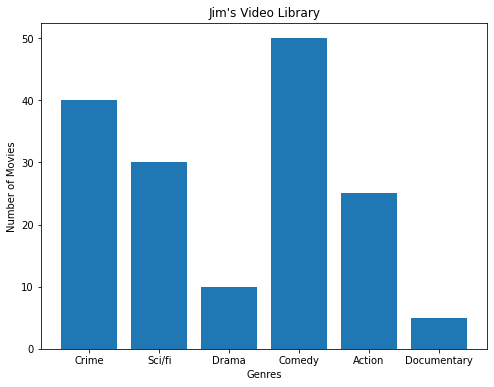 Jim's Video Library
Number of Movies
50
40
30
20
10
0
Crime Sci/fi Drama Comedy Action Documentary
Genres